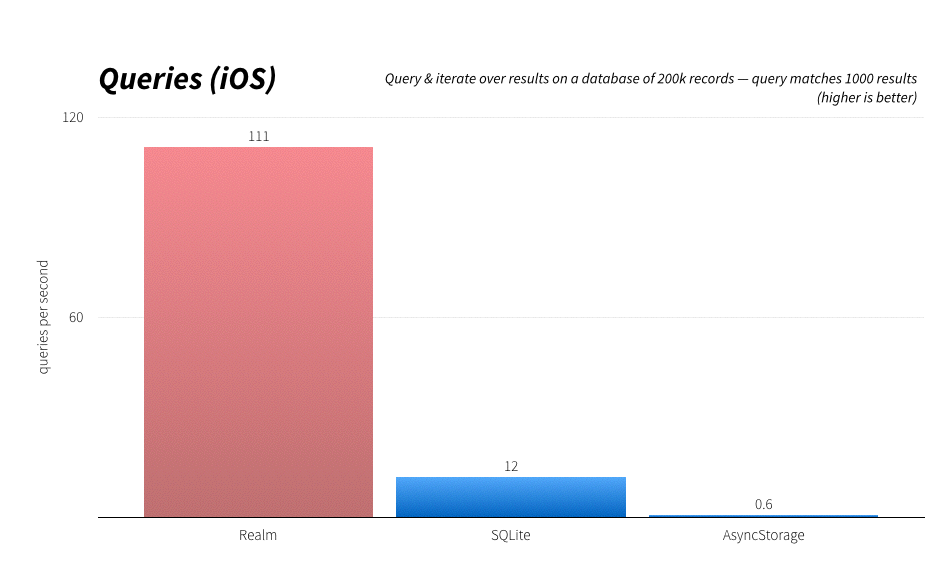 Queries (iOS)
Query & iterate over results on a database of 200k records — query matches 1000 results
(higher is better)
120
111
queries per second
60
12
0.6
Realm
SQLite
AsyncStorage